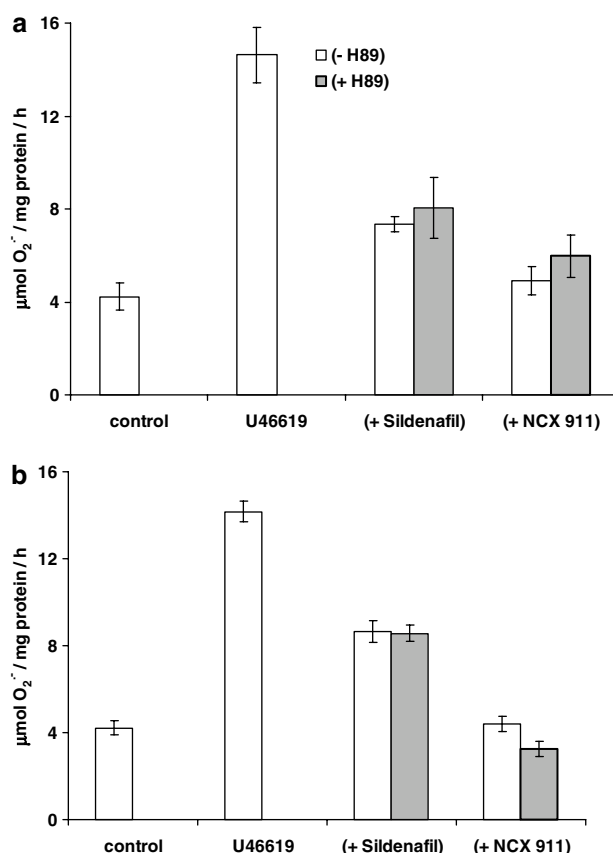 a
16
12
8
4
0
µmol O₂·⁻ / mg protein / h
(- H89)
(+ H89)
control U46619 (+ Sildenafil) (+ NCX 911)
b
16
12
8
4
0
µmol O₂·⁻ / mg protein / h
control U46619 (+ Sildenafil) (+ NCX 911)